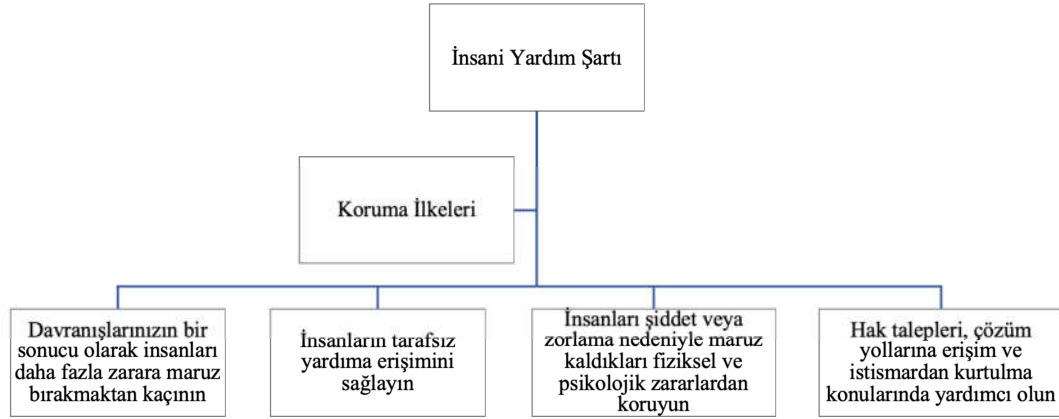 İnsani Yardım Şartı
Koruma İlkeleri
Davranışlarınızın bir
sonucu olarak insanları
daha fazla zarara maruz
bırakmaktan kaçının
İnsanların tarafsız
yardıma erişimini
sağlayın
İnsanları şiddet veya
zorlama nedeniyle maruz
kaldıkları fiziksel ve
psikolojik zararlardan
koruyun
Hak talepleri, çözüm
yollarına erişim ve
istismardan kurtulma
konularında yardımcı olun